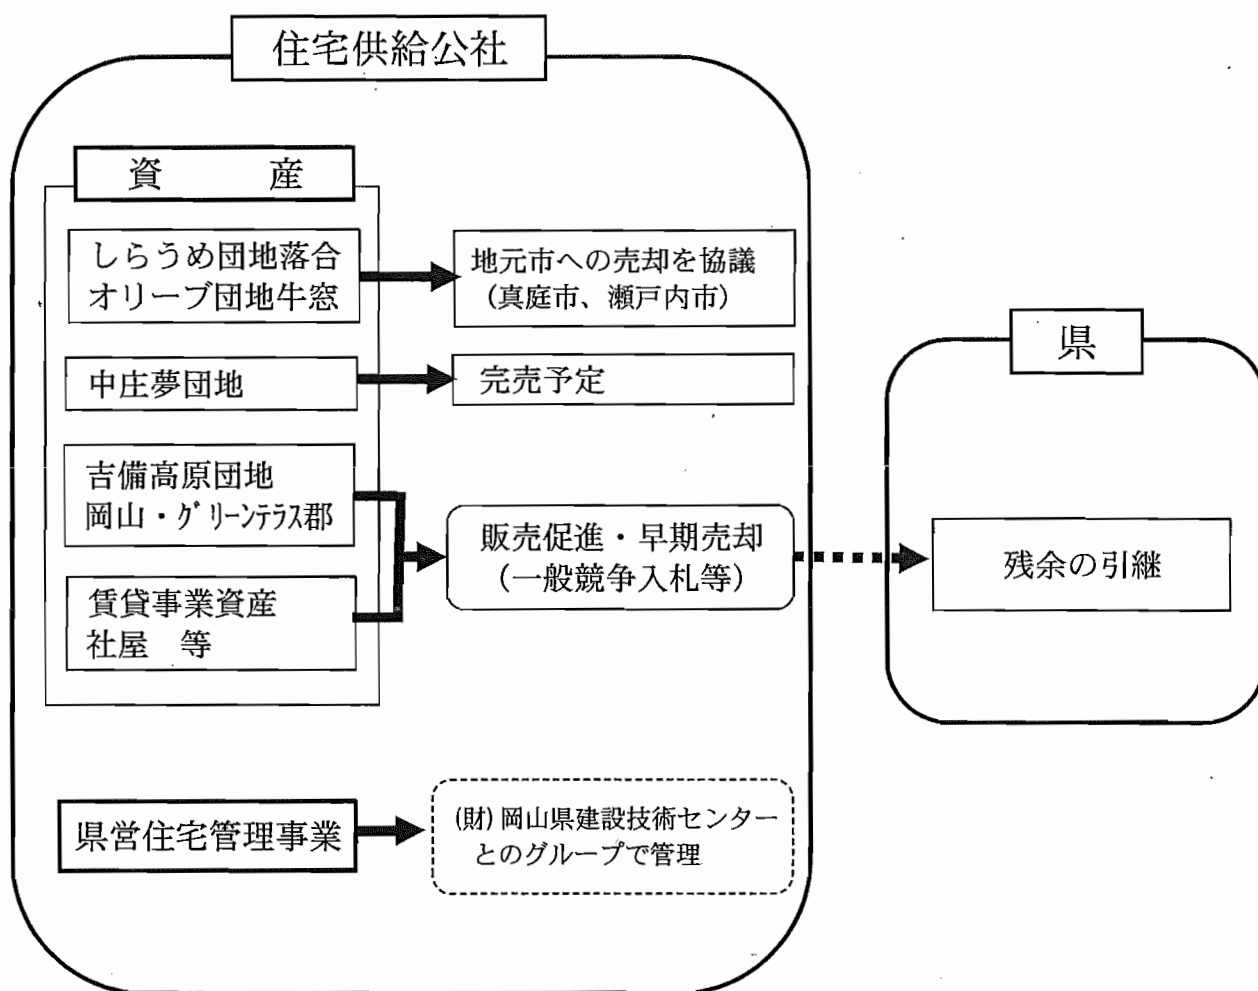 住宅供給公社
資　　産
しらうめ団地落合
オリーブ団地牛窓
地元市への売却を協議
（真庭市、瀬戸内市）
中庄夢団地
完売予定
吉備高原団地
岡山・ｸﾞﾘｰﾝﾃﾗｽ郡
賃貸事業資産
社屋　等
販売促進・早期売却
（一般競争入札等）
県営住宅管理事業
(財) 岡山県建設技術センター
とのグループで管理
県
残余の引継